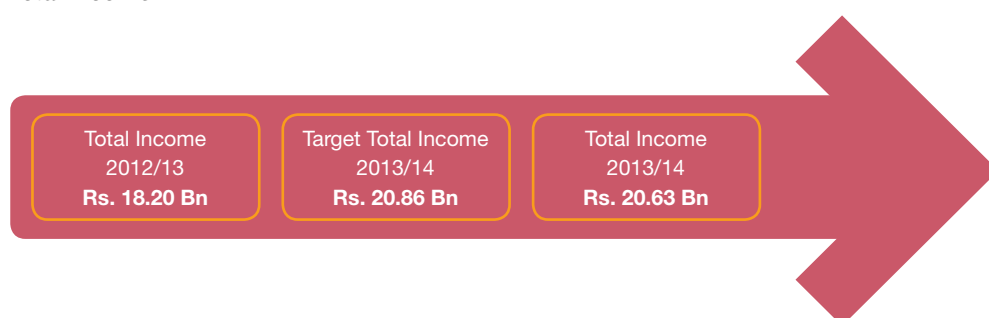 Total Income
2012/13
Rs. 18.20 Bn
Target Total Income
2013/14
Rs. 20.86 Bn
Total Income
2013/14
Rs. 20.63 Bn